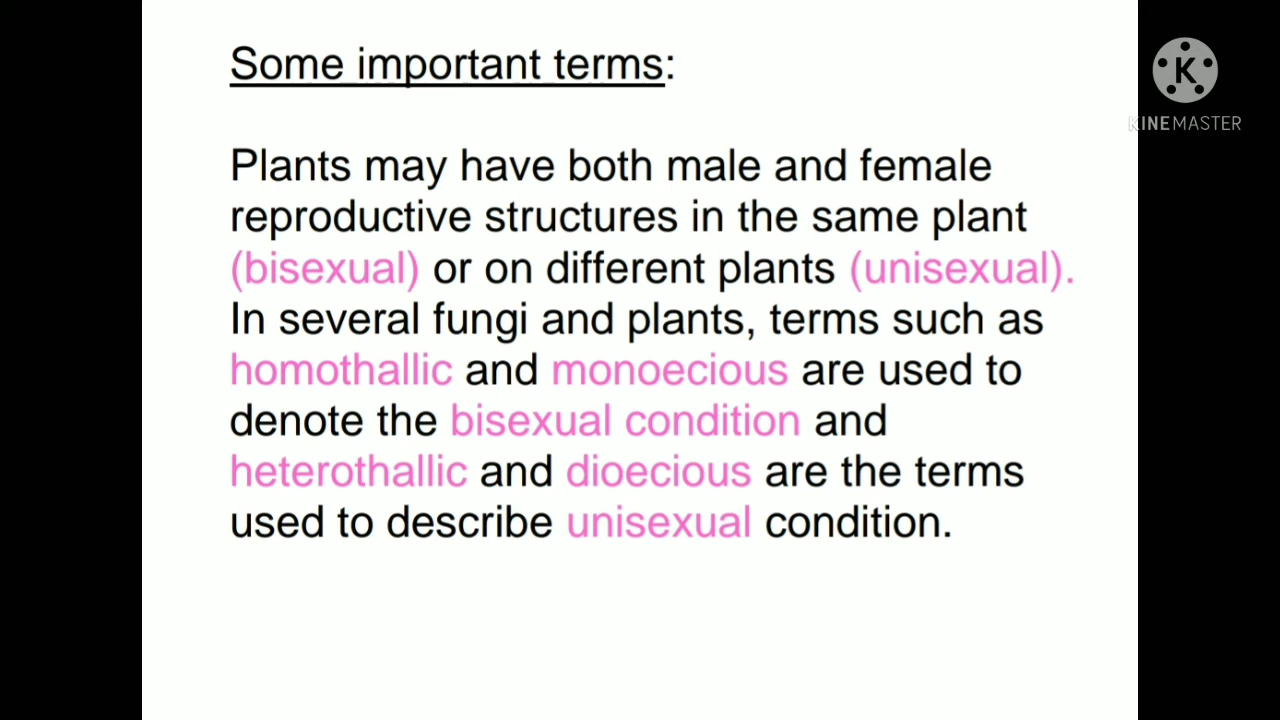 Some important terms:
Plants may have both male and female
reproductive structures in the same plant
(bisexual) or on different plants (unisexual).
In several fungi and plants, terms such as
homothallic and monoecious are used to
denote the bisexual condition and
heterothallic and dioecious are the terms
used to describe unisexual condition.
K
KINEMASTER